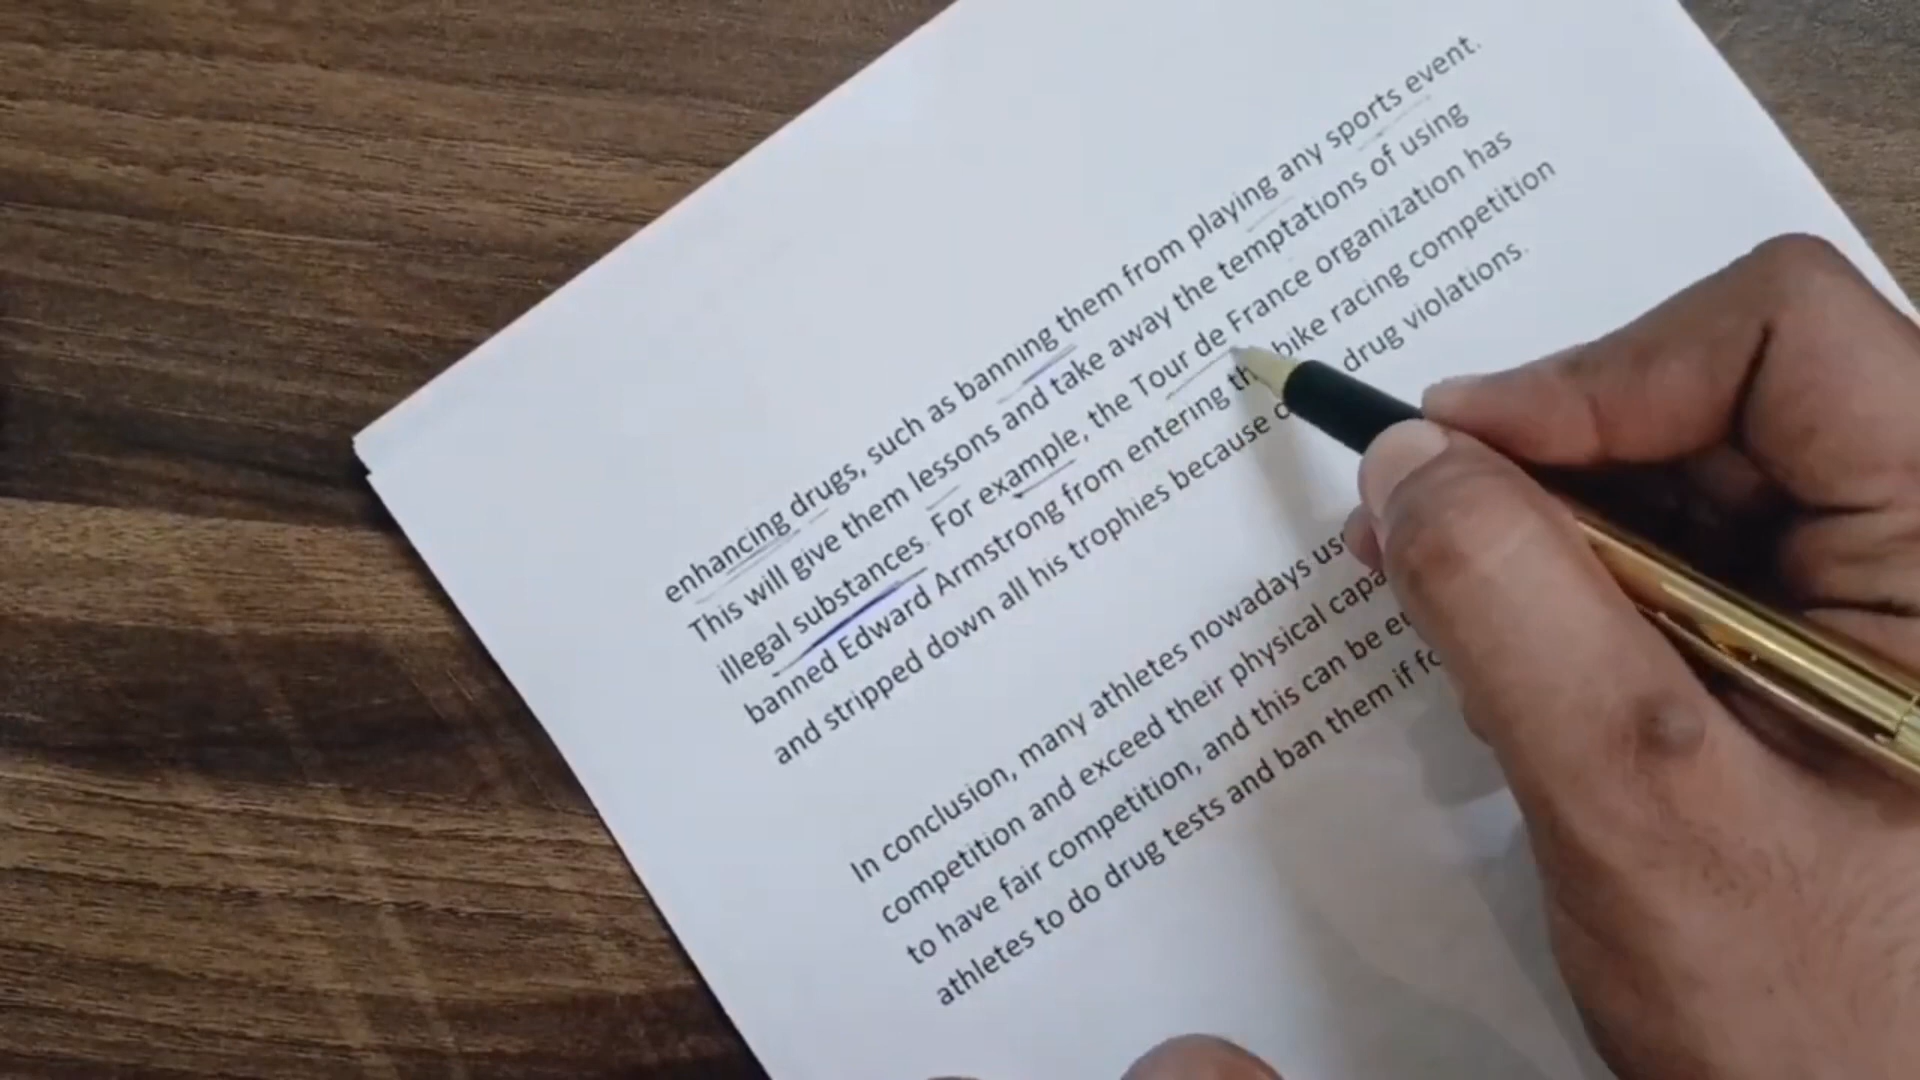 enhancing drugs, such as banning them from playing any sports event.
This will give them lessons and take away the temptations of using
illegal substances. For example, the Tour de France organization has
banned Edward Armstrong from entering bike racing competition
and stripped down all his trophies because drug violations.
In conclusion, many athletes nowadays
competition and exceed their physical
to have fair competition, and this can be
athletes to do drug tests and ban them if